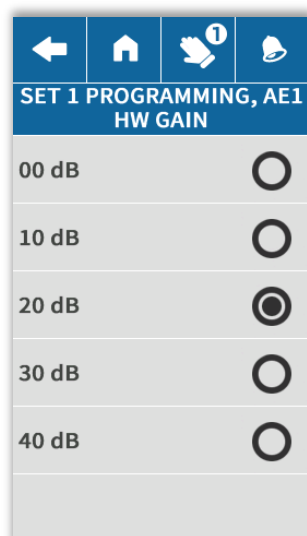 1
SET 1 PROGRAMMING, AE1
HW GAIN
00 dB
10 dB
20 dB
30 dB
40 dB